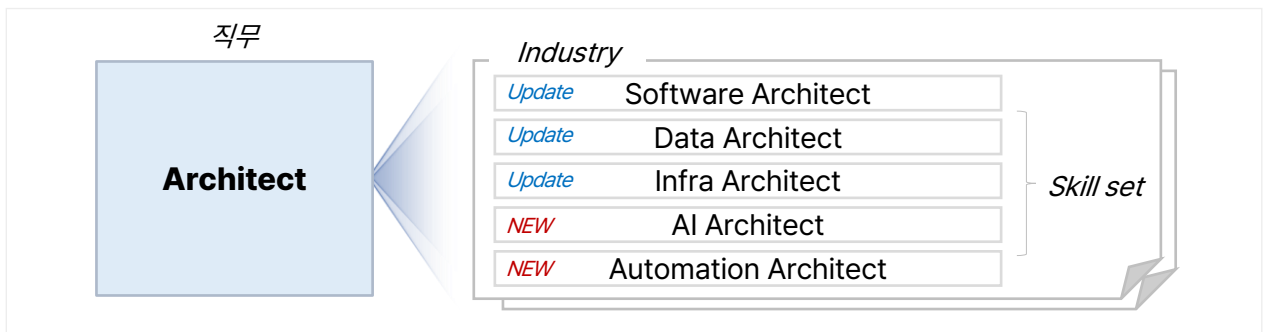 직무
Architect
Industry
Update Software Architect
Update Data Architect
Update Infra Architect
NEW AI Architect
NEW Automation Architect
Skill set